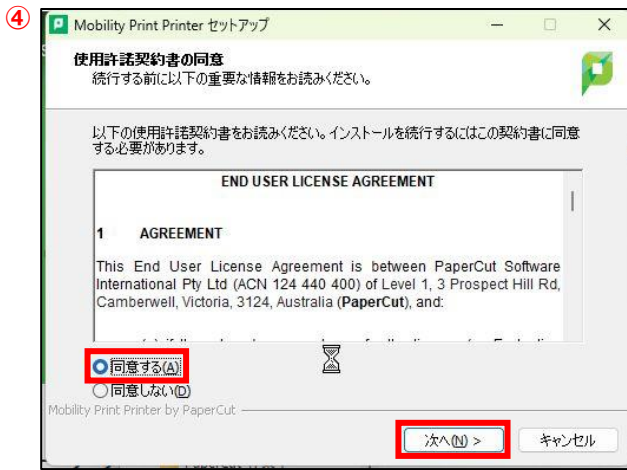 ④
Mobility Print Printer セットアップ
使用許諾契約書の同意
続行する前に以下の重要な情報をお読みください。
以下の使用許諾契約書をお読みください。インストールを続行するにはこの契約書に同意
する必要があります。
END USER LICENSE AGREEMENT
1 AGREEMENT
This End User License Agreement is between PaperCut Software
International Pty Ltd (ACN 124 440 400) of Level 1, 3 Prospect Hill Rd,
Camberwell, Victoria, 3124, Australia (PaperCut), and:
同意する(A)
同意しない(D)
Mobility Print Printer by PaperCut
次へ(N) >
キャンセル